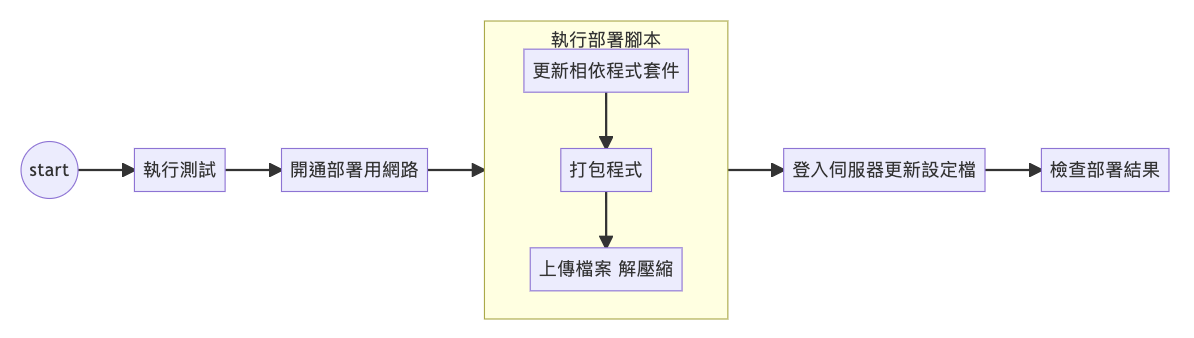 start
執行測試
開通部署用網路
執行部署腳本
更新相依程式套件
打包程式
上傳檔案 解壓縮
登入伺服器更新設定檔
檢查部署結果